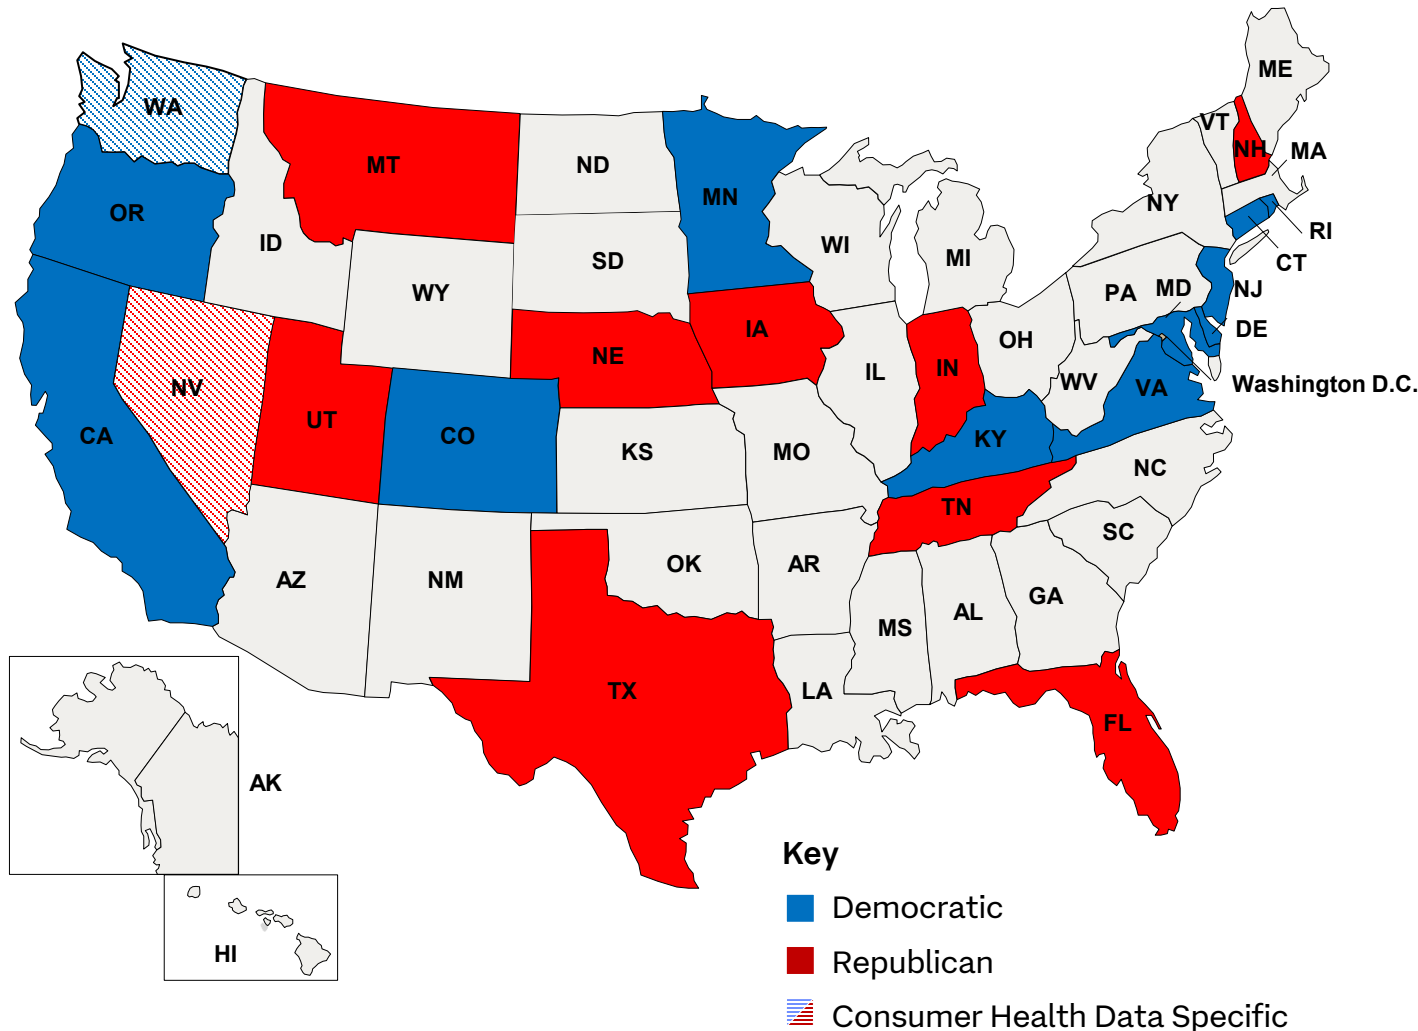 ME
WA
VT
NH
MA
MT
ND
MN
OR
NY
RI
ID
WI
SD
MI
CT
WY
PA
MD
NJ
IA
DE
OH
NE
IL
IN
WV
Washington D.C.
NV
VA
UT
CA
CO
KY
KS
MO
NC
TN
SC
OK
AR
AZ
NM
GA
AL
MS
TX
LA
FL
AK
HI
Key
Democratic
Republican
Consumer Health Data Specific